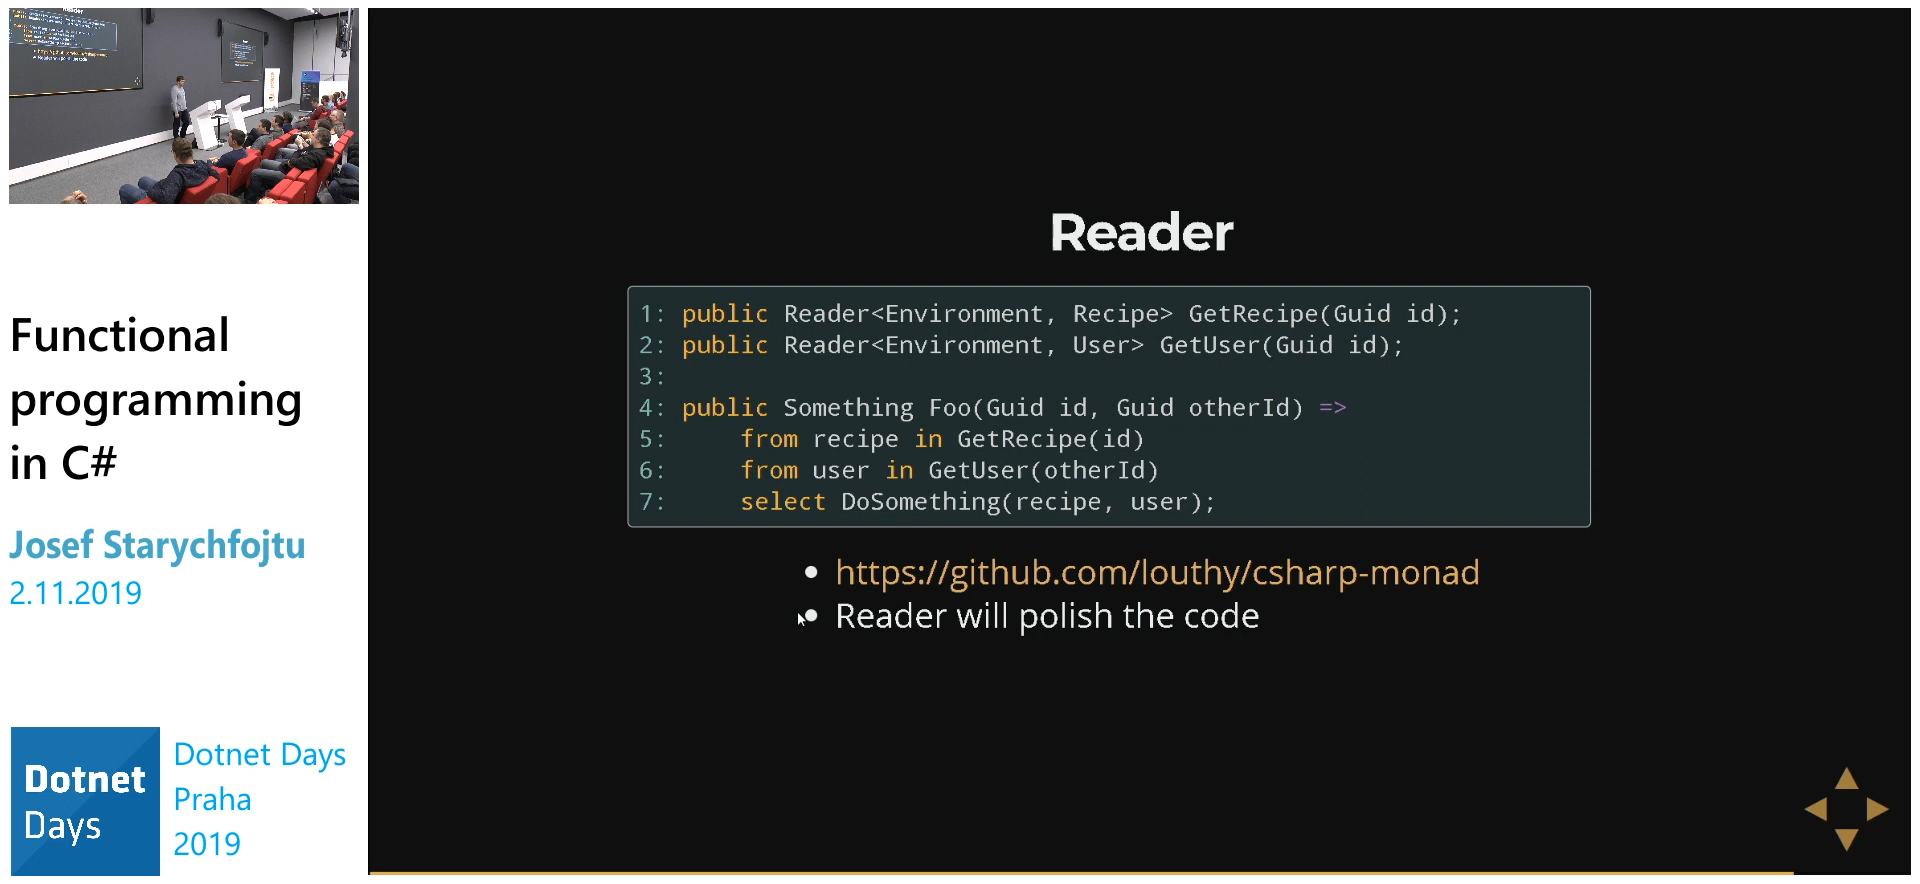 Functional
programming
in C#
Josef Starychfojtu
2.11.2019
Dotnet
Days
Dotnet Days
Praha
2019
Reader
1: public Reader<Environment, Recipe> GetRecipe(Guid id);
2: public Reader<Environment, User> GetUser(Guid id);
3:
4: public Something Foo(Guid id, Guid otherId) =>
5:     from recipe in GetRecipe(id)
6:     from user in GetUser(otherId)
7:     select DoSomething(recipe, user);
• https://github.com/louthy/csharp-monad
• Reader will polish the code